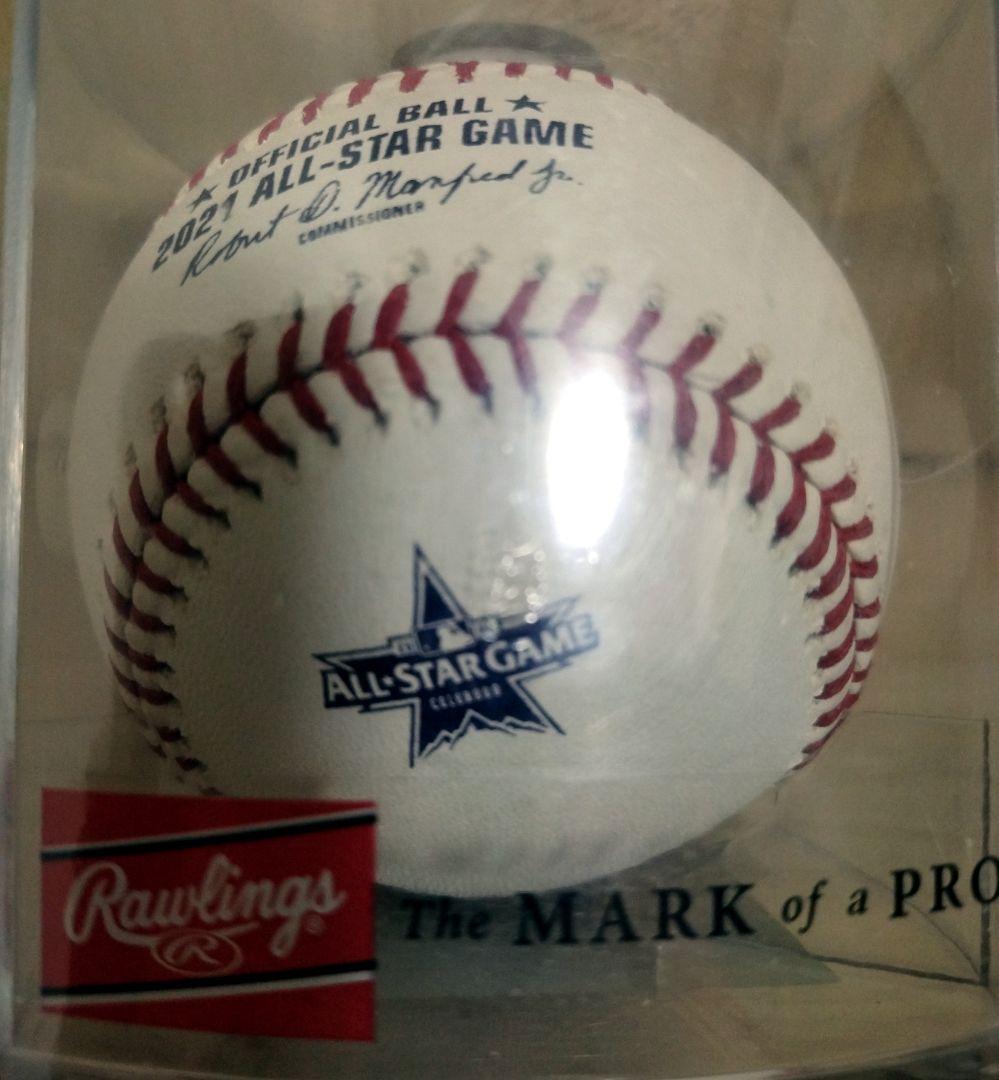 ★ OFFICIAL BALL ★
2021 ALL-STAR GAME
Robert D. Manfred Jr.
COMMISSIONER
ALL★STAR GAME
COLORADO
Rawlings®
R
The MARK of a PRO